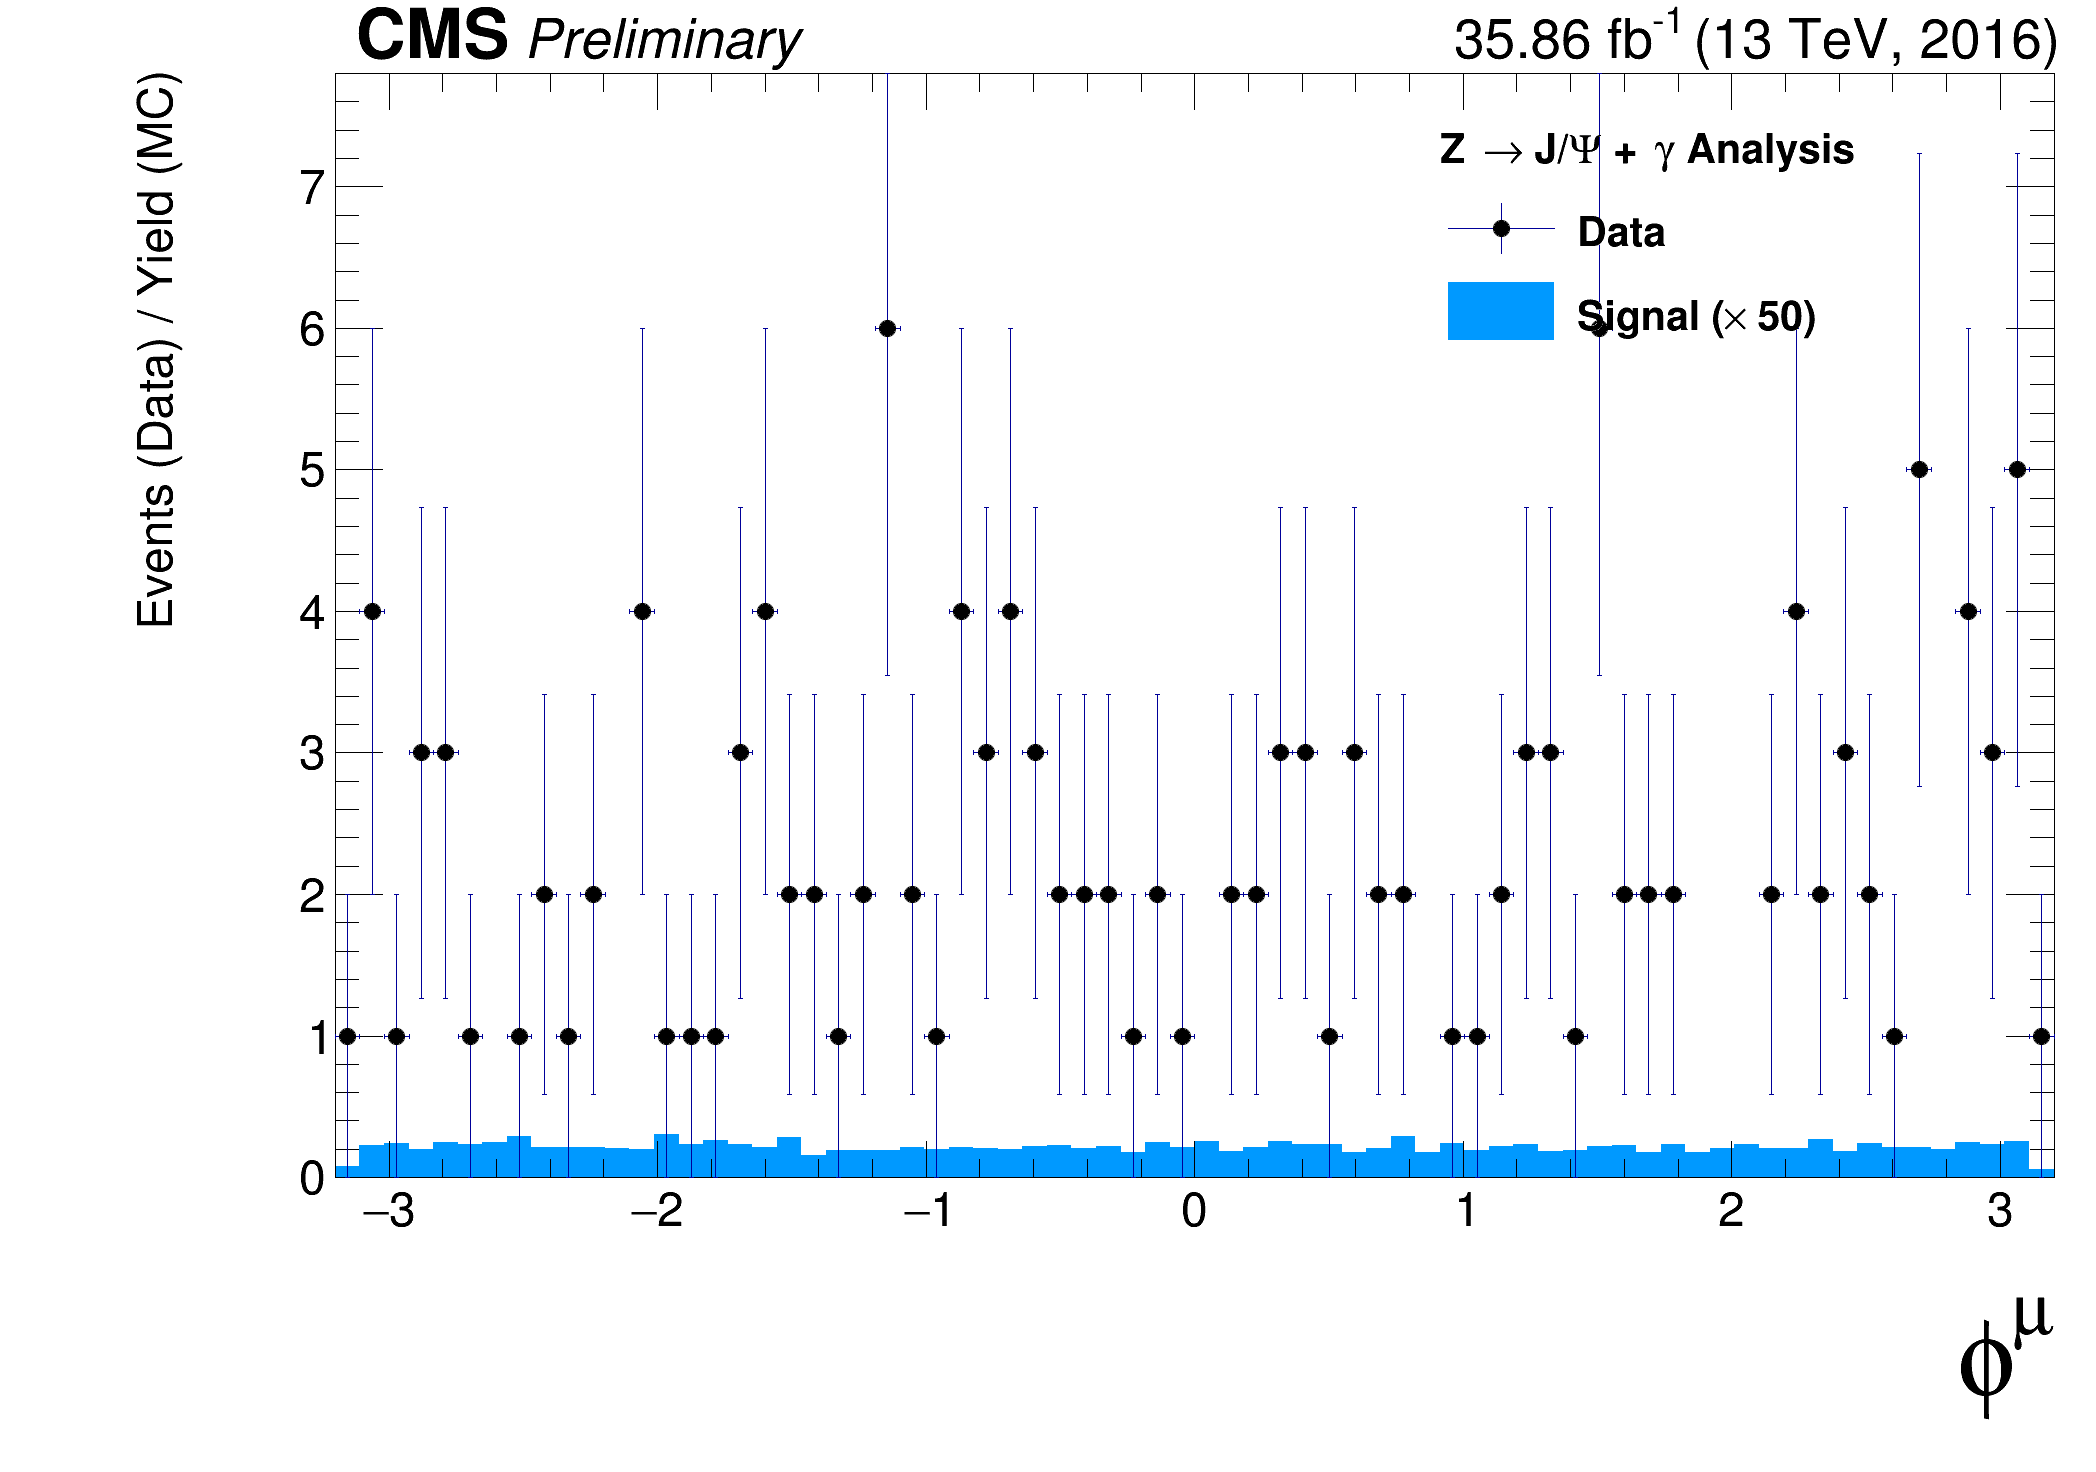 CMS Preliminary
35.86 fb-1 (13 TeV, 2016)
Events (Data) / Yield (MC)
Z → J/Ψ + γ Analysis
Data
Signal (× 50)
7
6
5
4
3
2
1
0
−3 −2 −1 0 1 2 3
ϕμ